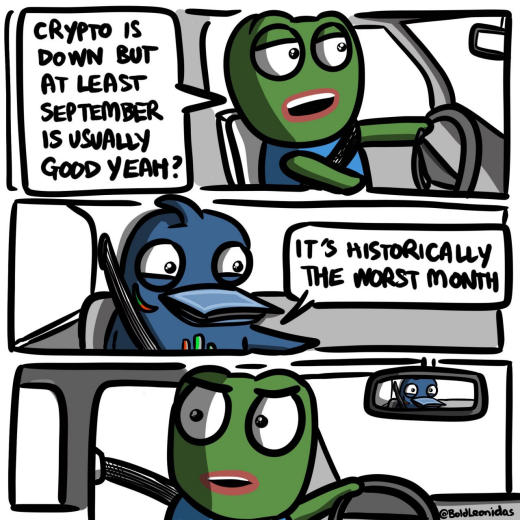 CRYPTO IS
DOWN BUT
AT LEAST
SEPTEMBER
IS USUALLY
GOOD YEAH?
IT'S HISTORICALLY
THE WORST MONTH
@BoldLeonidas